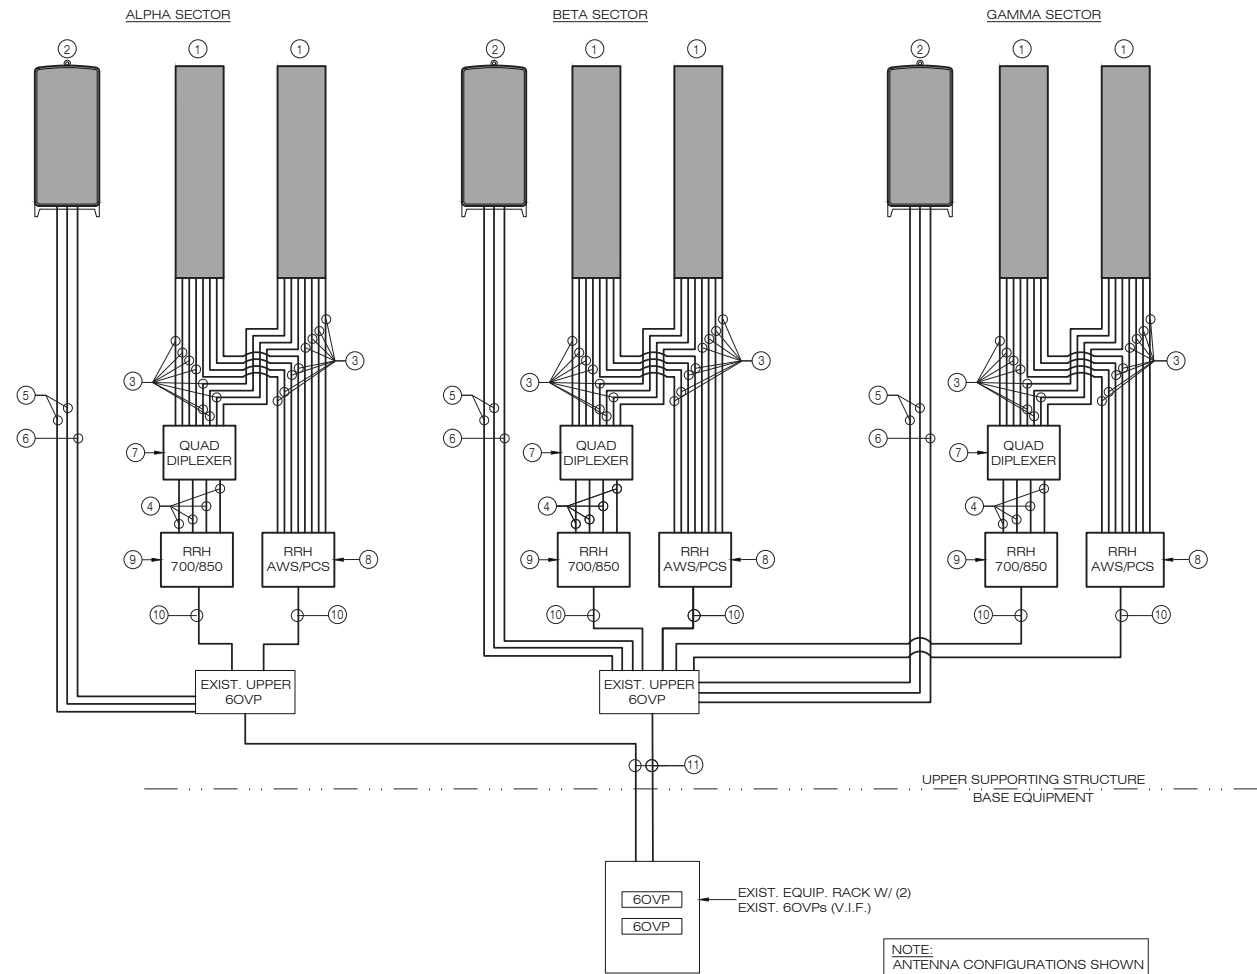 ALPHA SECTOR
BETA SECTOR
GAMMA SECTOR
2
1
1
2
1
1
2
1
1
3
3
3
3
3
3
5
6
5
6
5
6
7
QUAD
DIPLEXER
7
QUAD
DIPLEXER
7
QUAD
DIPLEXER
4
4
4
9
RRH
700/850
RRH
AWS/PCS
8
9
RRH
700/850
RRH
AWS/PCS
8
9
RRH
700/850
RRH
AWS/PCS
8
10
10
10
10
10
10
EXIST. UPPER
6OVP
EXIST. UPPER
6OVP
11
UPPER SUPPORTING STRUCTURE
BASE EQUIPMENT
6OVP
6OVP
EXIST. EQUIP. RACK W/ (2)
EXIST. 6OVPs (V.I.F.)
NOTE:
ANTENNA CONFIGURATIONS SHOWN